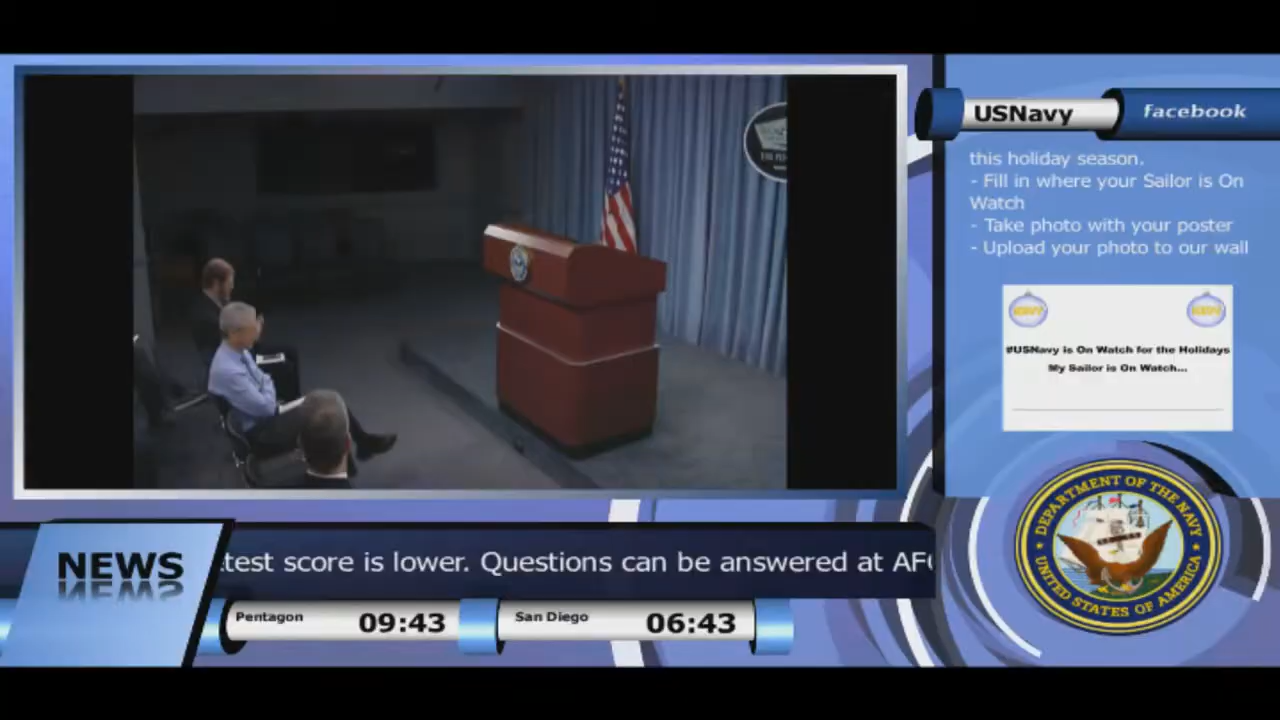 USNavy
facebook
this holiday season.
- Fill in where your Sailor is On
Watch
- Take photo with your poster
- Upload your photo to our wall
#USNavy is On Watch for the Holidays
My Sailor is On Watch...
DEPARTMENT OF THE NAVY
UNITED STATES OF AMERICA
NEWS
test score is lower. Questions can be answered at
Pentagon
09:43
San Diego
06:43